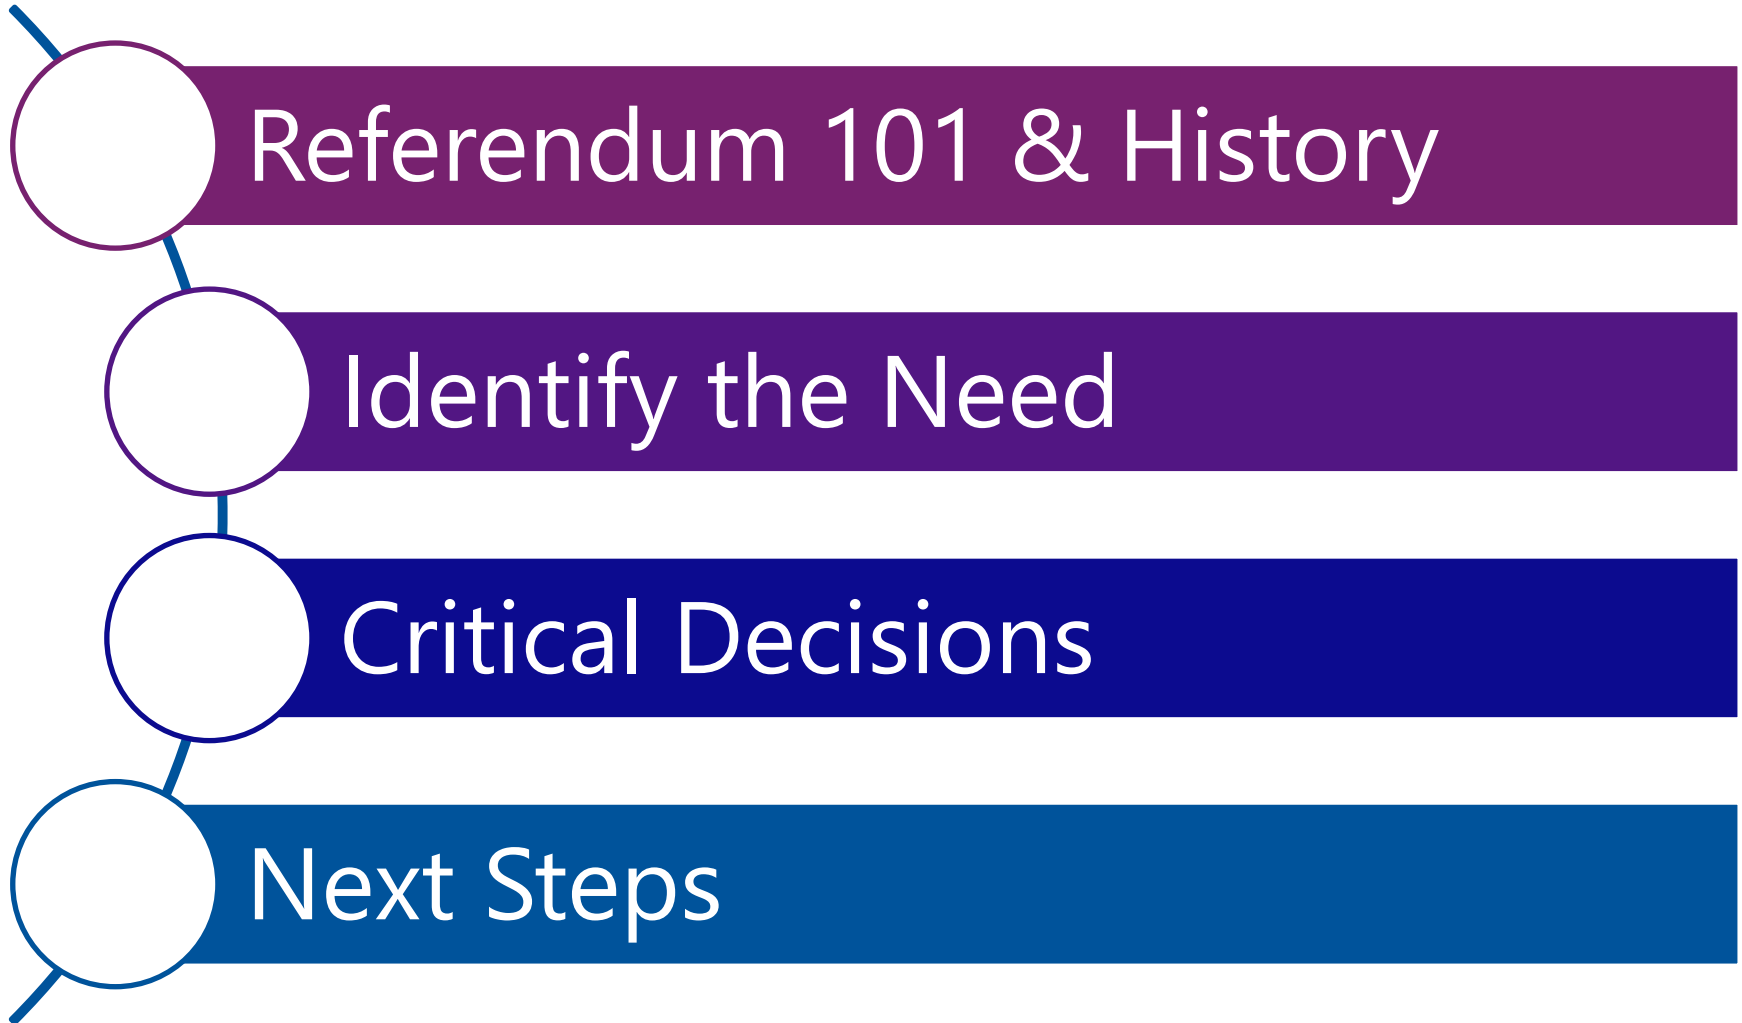 Referendum 101 & History
Identify the Need
Critical Decisions
Next Steps